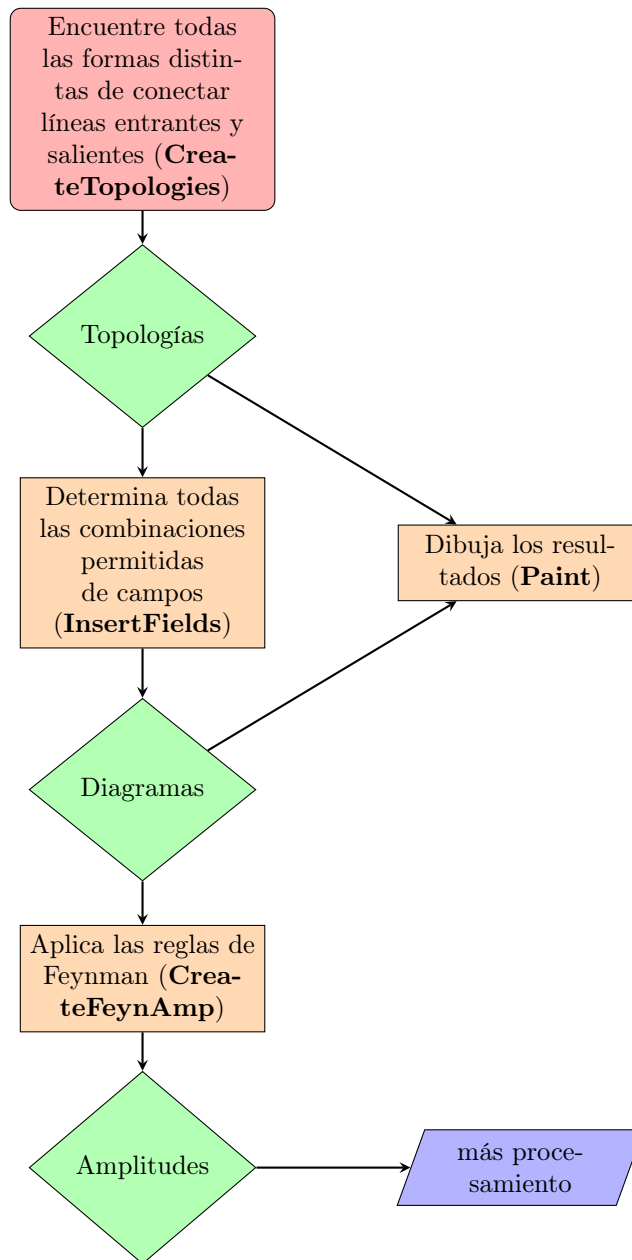 Encuentre todas
las formas distin-
tas de conectar
líneas entrantes y
salientes (Crea-
teTopologies)
Topologías
Determina todas
las combinaciones
permitidas
de campos
(InsertFields)
Dibuja los resul-
tados (Paint)
Diagramas
Aplica las reglas de
Feynman (Crea-
teFeynAmp)
Amplitudes
más proce-
samiento